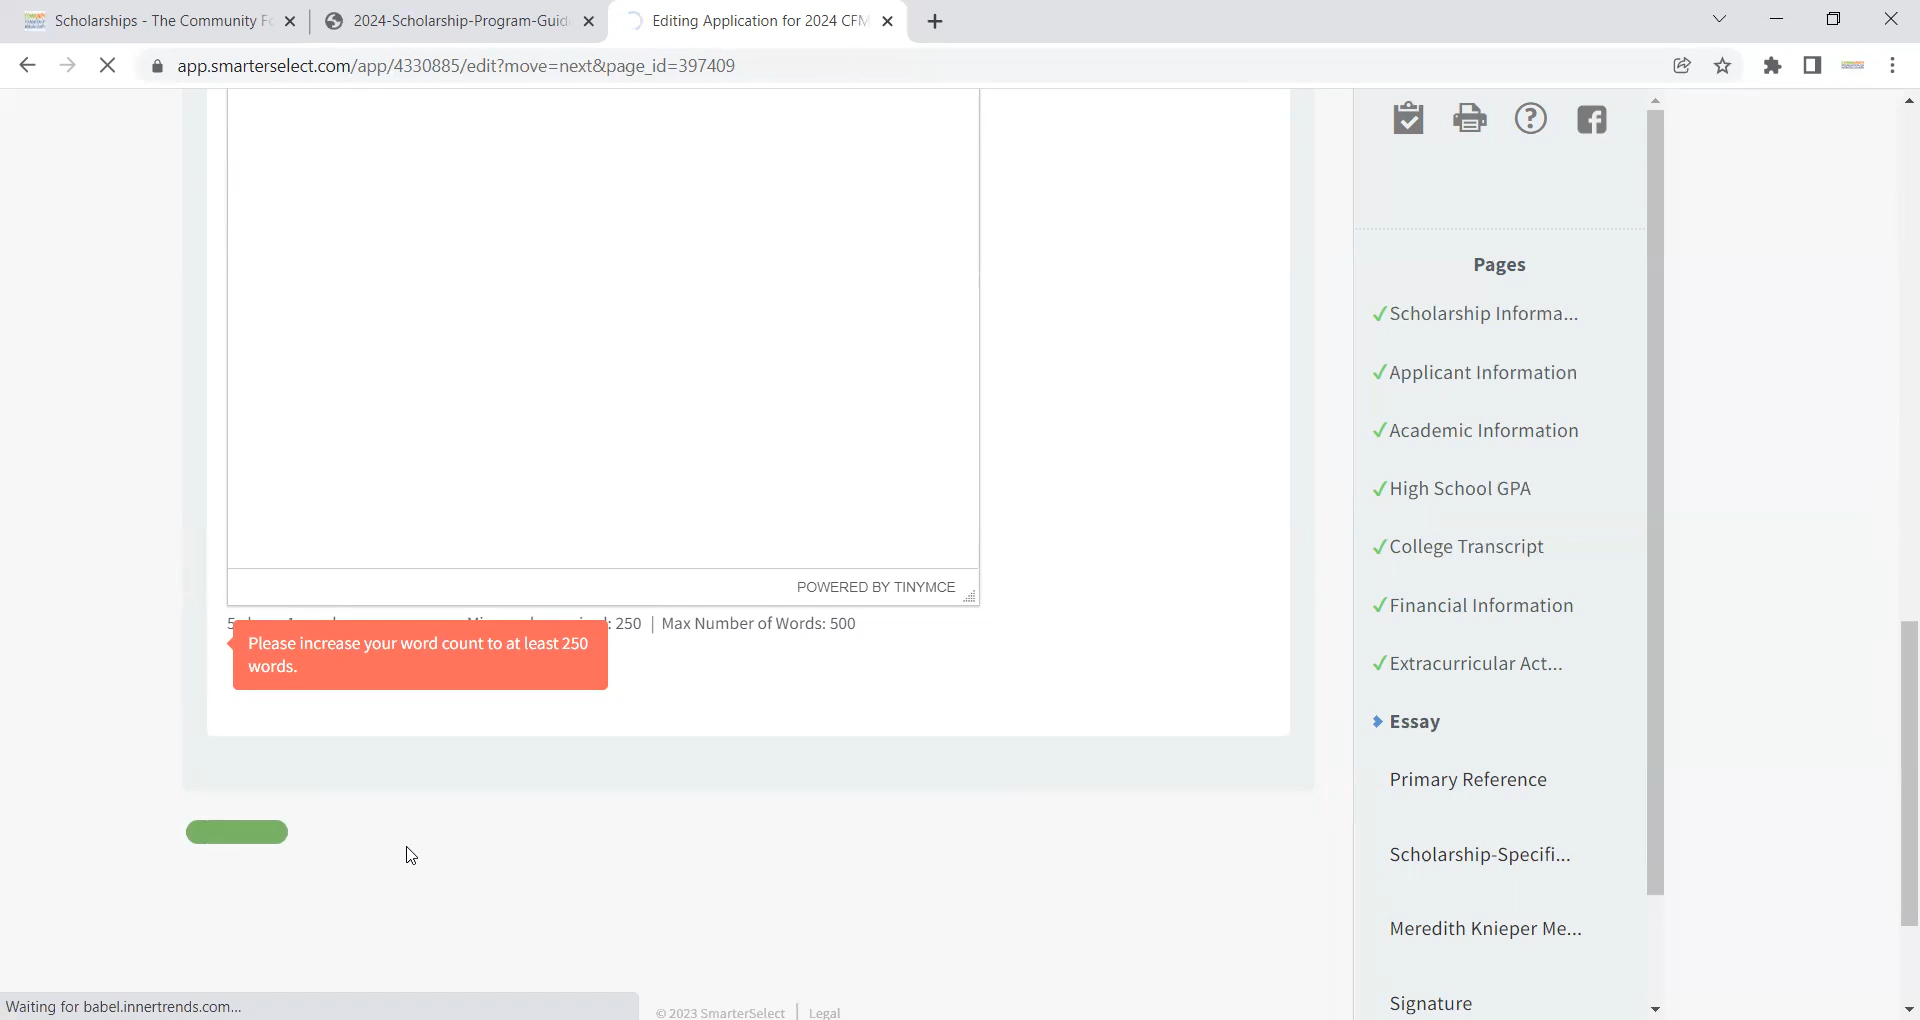 Scholarships - The Community Fo
2024-Scholarship-Program-Guid
Editing Application for 2024 CFM
app.smarterselect.com/app/4330885/edit?move=next&page_id=397409
Pages
Scholarship Informa...
Applicant Information
Academic Information
High School GPA
College Transcript
Financial Information
Extracurricular Act...
Essay
Primary Reference
Scholarship-Specifi...
Meredith Knieper Me...
Signature
POWERED BY TINYMCE
: 250 | Max Number of Words: 500
Please increase your word count to at least 250
words.
Waiting for babel.innertrends.com...
© 2023 SmarterSelect | Legal